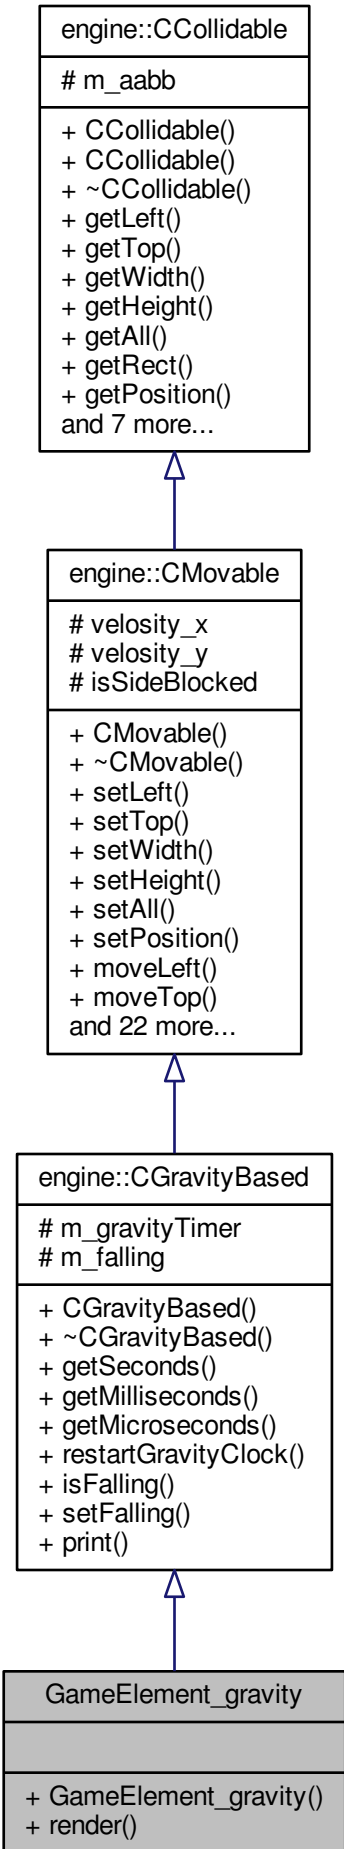 engine::CCollidable
# m_aabb
+ CCollidable()
+ CCollidable()
+ ~CCollidable()
+ getLeft()
+ getTop()
+ getWidth()
+ getHeight()
+ getAll()
+ getRect()
+ getPosition()
and 7 more...
engine::CMovable
# velosity_x
# velosity_y
# isSideBlocked
+ CMovable()
+ ~CMovable()
+ setLeft()
+ setTop()
+ setWidth()
+ setHeight()
+ setAll()
+ setPosition()
+ moveLeft()
+ moveTop()
and 22 more...
engine::CGravityBased
# m_gravityTimer
# m_falling
+ CGravityBased()
+ ~CGravityBased()
+ getSeconds()
+ getMilliseconds()
+ getMicroseconds()
+ restartGravityClock()
+ isFalling()
+ setFalling()
+ print()
GameElement_gravity
+ GameElement_gravity()
+ render()